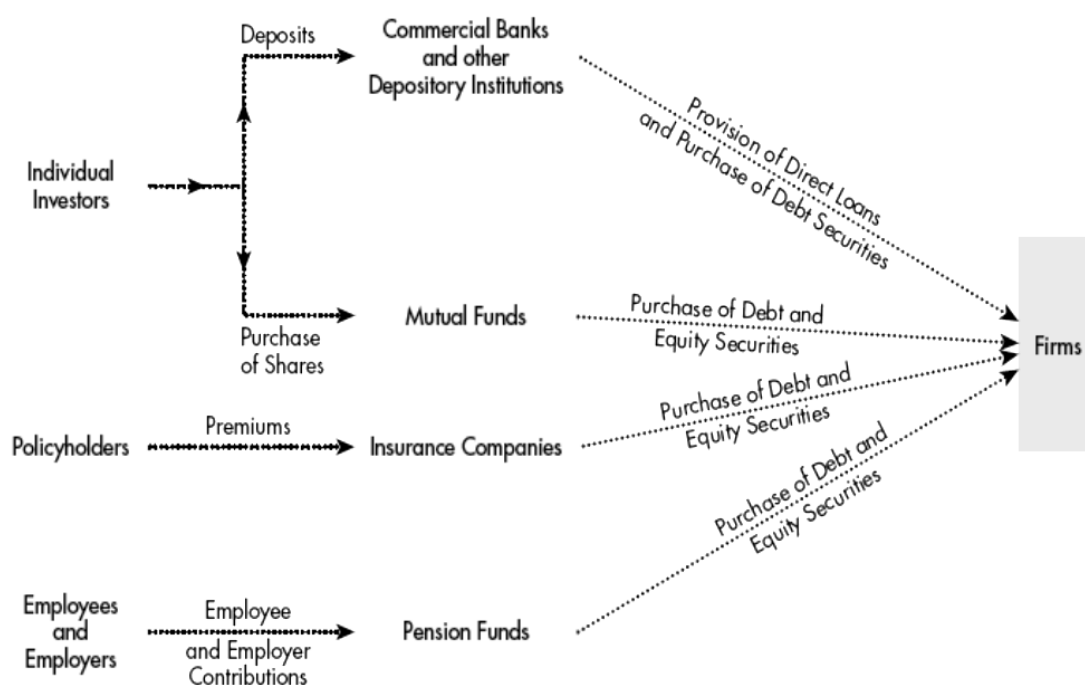 Deposits
Commercial Banks
and other
Depository Institutions
Provision of Direct Loans
and Purchase of Debt Securities
Individual
Investors
Purchase
of Shares
Mutual Funds
Purchase of Debt and
Equity Securities
Firms
Policyholders
Premiums
Insurance Companies
Purchase of Debt and
Equity Securities
Employees
and
Employers
Employee
and Employer
Contributions
Pension Funds
Purchase of Debt and
Equity Securities